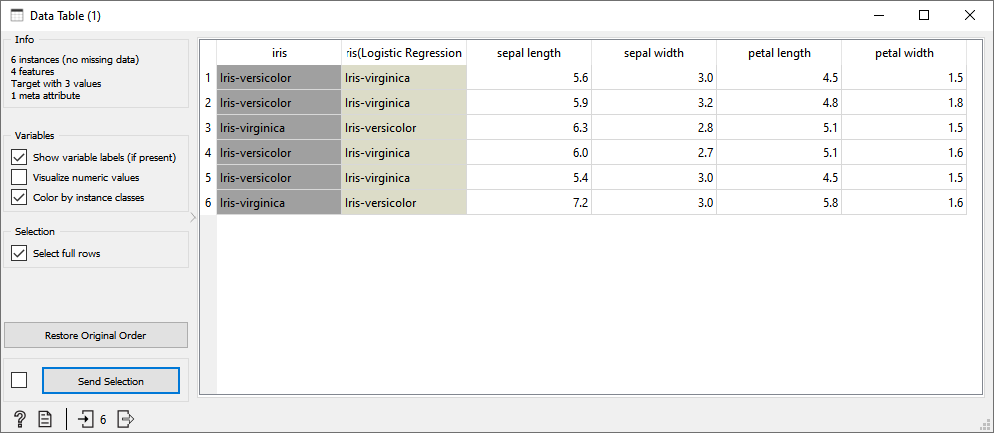 Data Table (1)
Info
6 instances (no missing data)
4 features
Target with 3 values
1 meta attribute
Variables
Show variable labels (if present)
Visualize numeric values
Color by instance classes
Selection
Select full rows
Restore Original Order
Send Selection
6
iris ris(Logistic Regression sepal length sepal width petal length petal width
1 Iris-versicolor Iris-virginica 5.6 3.0 4.5 1.5
2 Iris-versicolor Iris-virginica 5.9 3.2 4.8 1.8
3 Iris-virginica Iris-versicolor 6.3 2.8 5.1 1.5
4 Iris-versicolor Iris-virginica 6.0 2.7 5.1 1.6
5 Iris-versicolor Iris-virginica 5.4 3.0 4.5 1.5
6 Iris-virginica Iris-versicolor 7.2 3.0 5.8 1.6